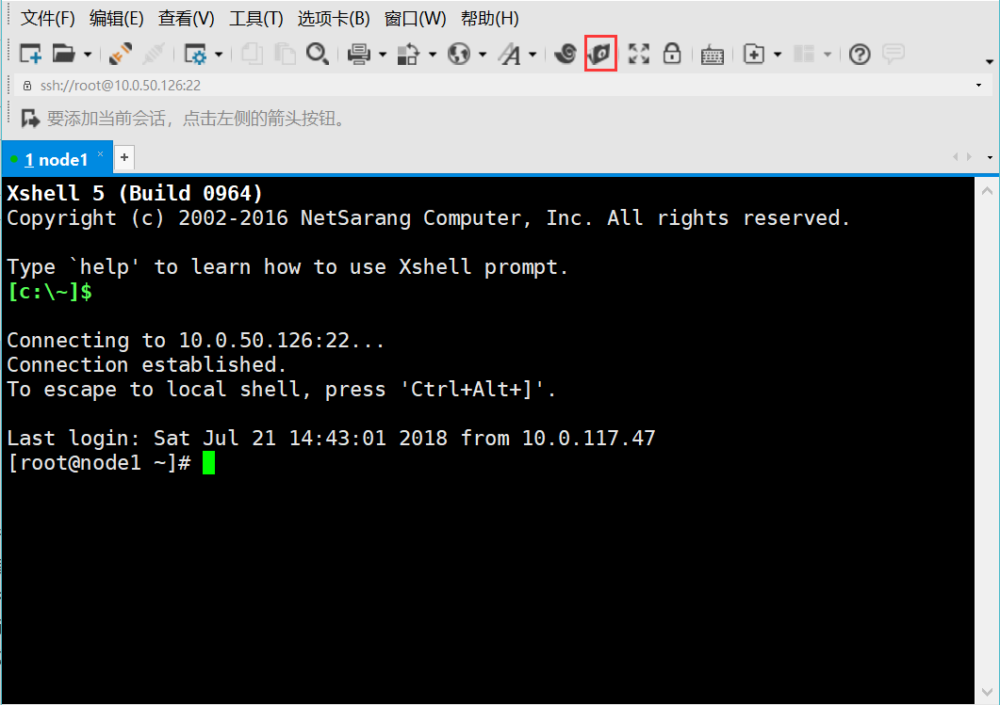 文件(F) 编辑(E) 查看(V) 工具(T) 选项卡(B) 窗口(W) 帮助(H)
ssh://root@10.0.50.126:22
要添加当前会话，点击左侧的箭头按钮。
1 node1 × +
Xshell 5 (Build 0964)
Copyright (c) 2002-2016 NetSarang Computer, Inc. All rights reserved.
Type `help' to learn how to use Xshell prompt.
[c:\~]$
Connecting to 10.0.50.126:22...
Connection established.
To escape to local shell, press 'Ctrl+Alt+]'.
Last login: Sat Jul 21 14:43:01 2018 from 10.0.117.47
[root@node1 ~]#